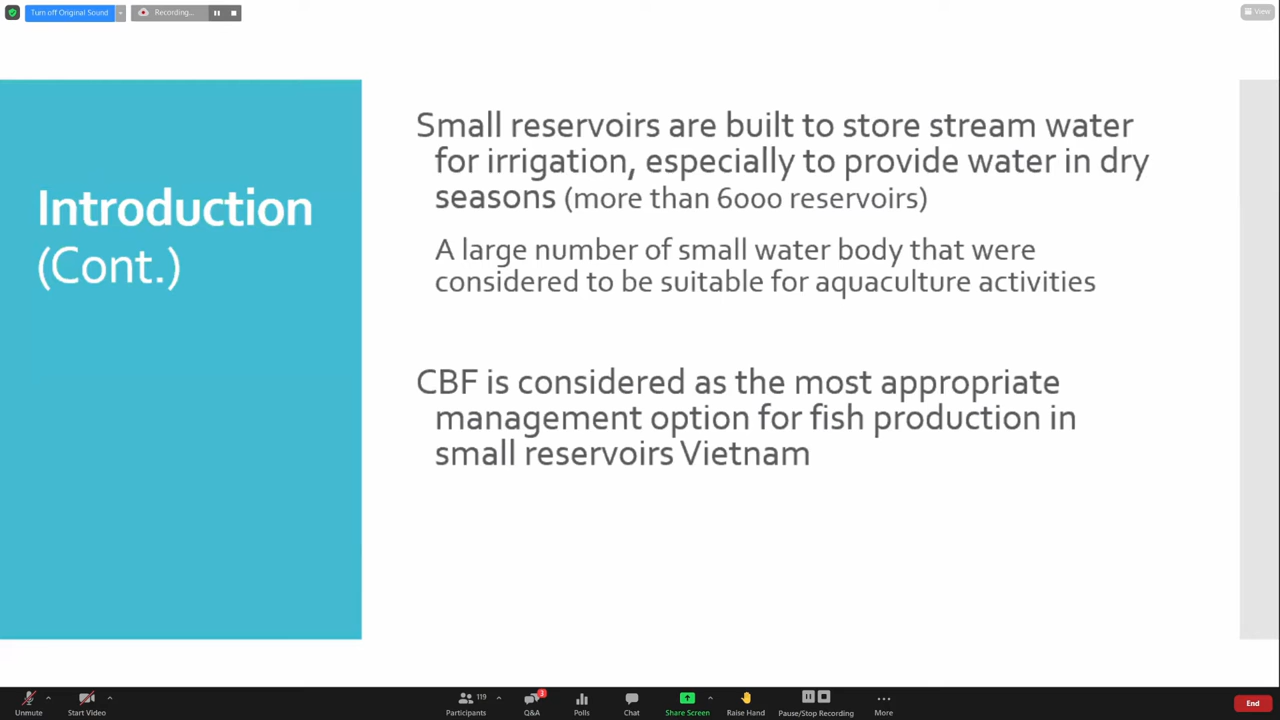 Turn off Original Sound
Recording...
View
Introduction
(Cont.)
Small reservoirs are built to store stream water
for irrigation, especially to provide water in dry
seasons (more than 6000 reservoirs)
A large number of small water body that were
considered to be suitable for aquaculture activities
CBF is considered as the most appropriate
management option for fish production in
small reservoirs Vietnam
Unmute
Start Video
Participants
119
Q&A
3
Polls
Chat
Share Screen
Raise Hand
Pause/Stop Recording
More
End